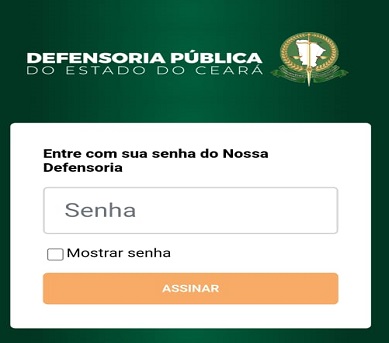 DEFENSORIA PÚBLICA
DO ESTADO DO CEARÁ
Entre com sua senha do Nossa
Defensoria
Senha
Mostrar senha
ASSINAR